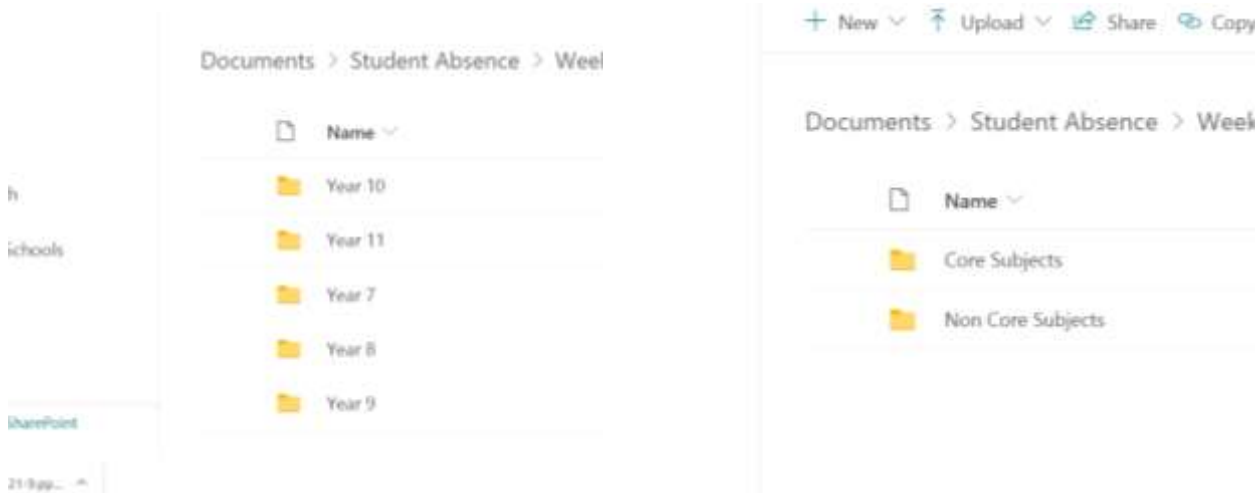 Documents > Student Absence > Weel
Name
Year 10
Year 11
Year 7
Year 8
Year 9
h
Schools
SharePoint
+ New Upload Share Copy
Documents > Student Absence > Week
Name
Core Subjects
Non Core Subjects